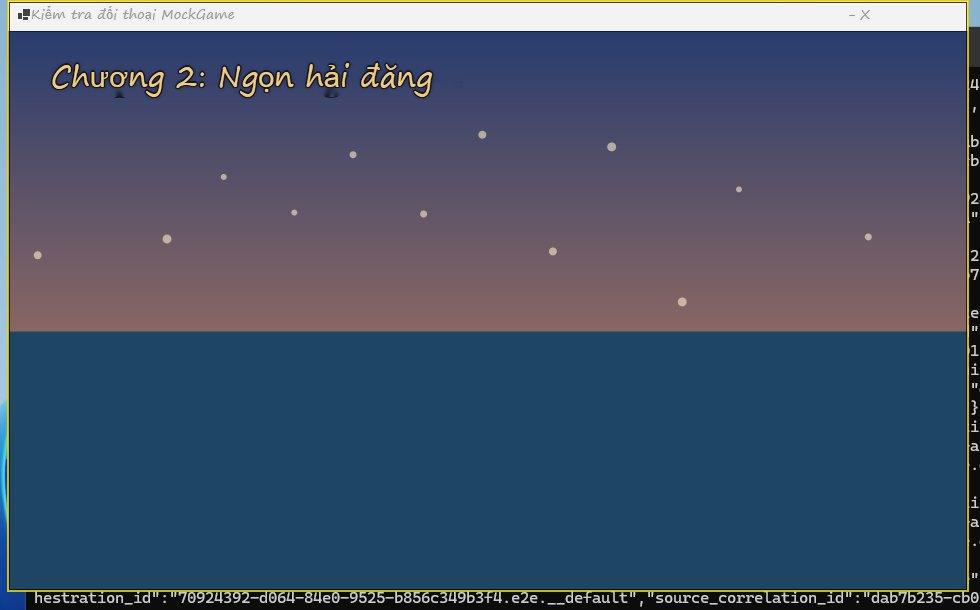 Kiểm tra đối thoại MockGame
– X
Chương 2: Ngọn hải đăng
hestration_id":"70924392-d064-84e0-9525-b856c349b3f4.e2e.__default","source_correlation_id":"dab7b235-cb0